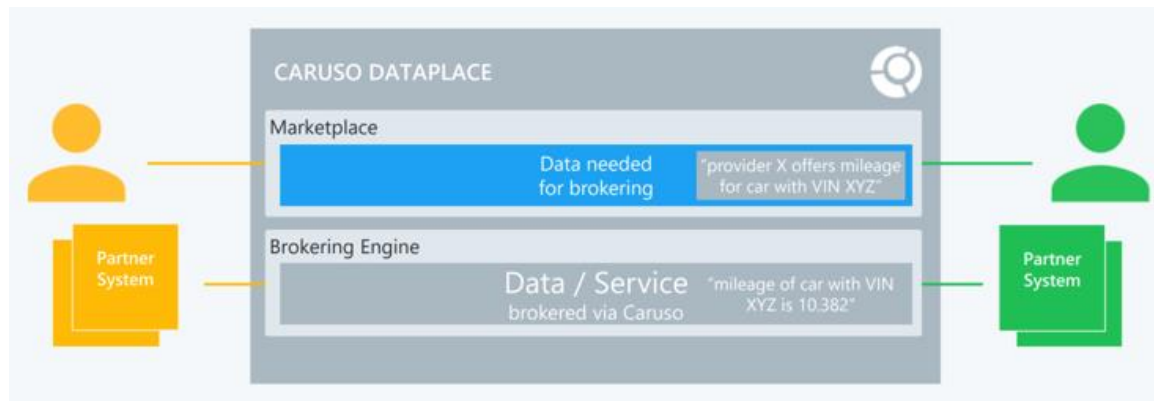 CARUSO DATAPLACE
Marketplace
Data needed
for brokering
"provider X offers mileage
for car with VIN XYZ"
Partner
System
Brokering Engine
Data / Service
brokered via Caruso
"mileage of car with VIN
XYZ is 10.382"
Partner
System